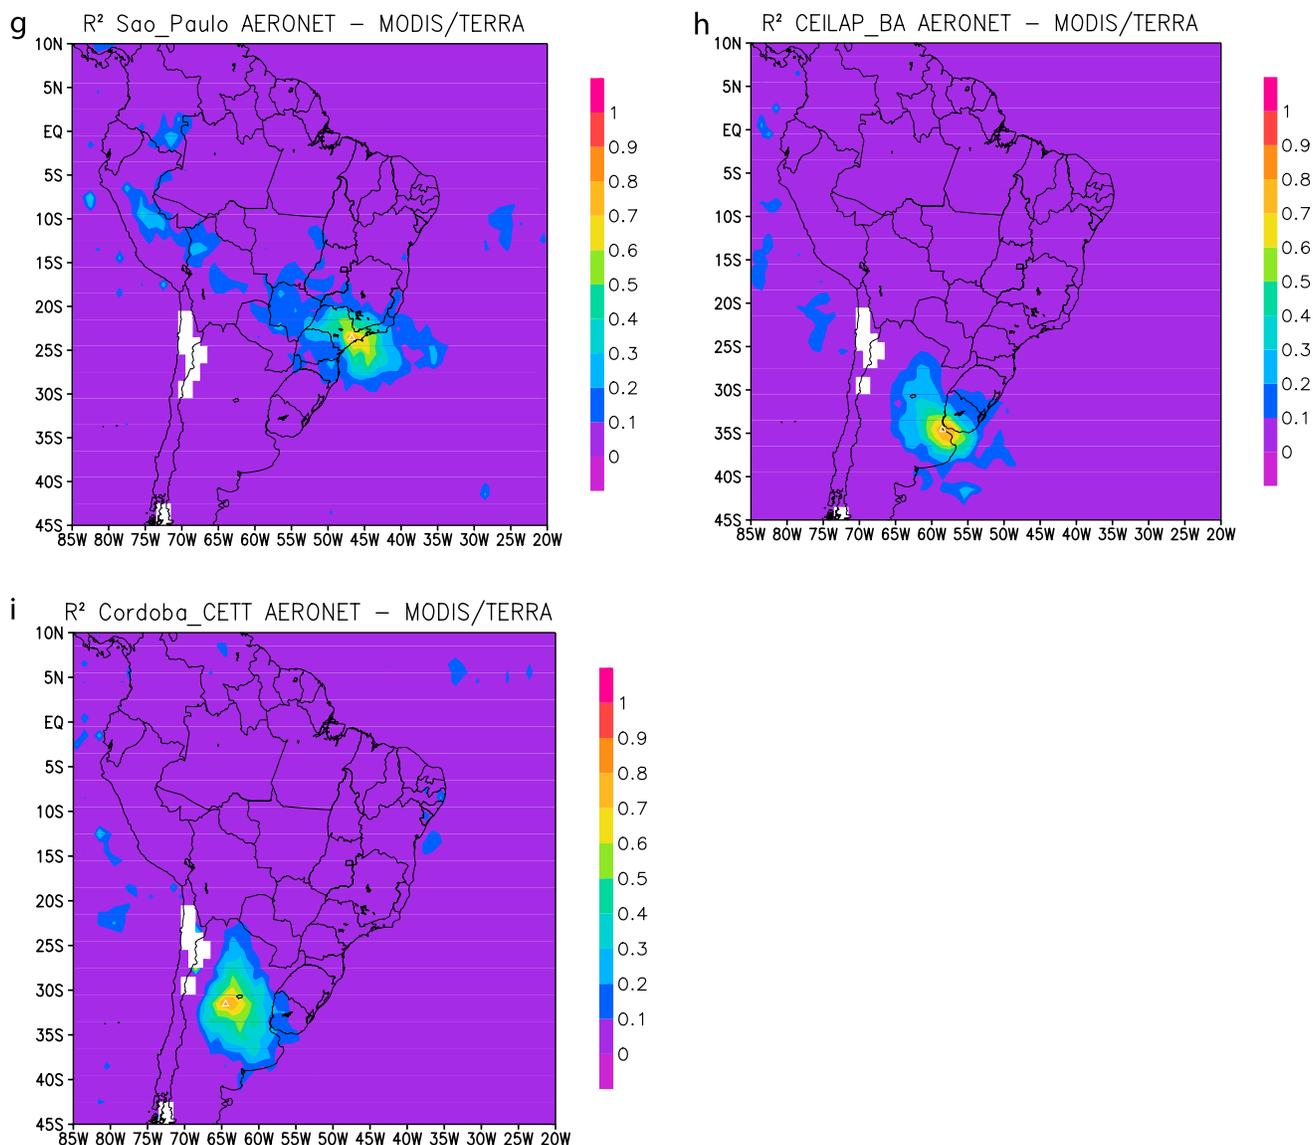 g
R² Sao_Paulo AERONET – MODIS/TERRA
10N
5N
EQ
5S
10S
15S
20S
25S
30S
35S
40S
45S
85W 80W 75W 70W 65W 60W 55W 50W 45W 40W 35W 30W 25W 20W
1
0.9
0.8
0.7
0.6
0.5
0.4
0.3
0.2
0.1
0
h
R² CEILAP_BA AERONET – MODIS/TERRA
10N
5N
EQ
5S
10S
15S
20S
25S
30S
35S
40S
45S
85W 80W 75W 70W 65W 60W 55W 50W 45W 40W 35W 30W 25W 20W
1
0.9
0.8
0.7
0.6
0.5
0.4
0.3
0.2
0.1
0
i
R² Cordoba_CETT AERONET – MODIS/TERRA
10N
5N
EQ
5S
10S
15S
20S
25S
30S
35S
40S
45S
85W 80W 75W 70W 65W 60W 55W 50W 45W 40W 35W 30W 25W 20W
1
0.9
0.8
0.7
0.6
0.5
0.4
0.3
0.2
0.1
0